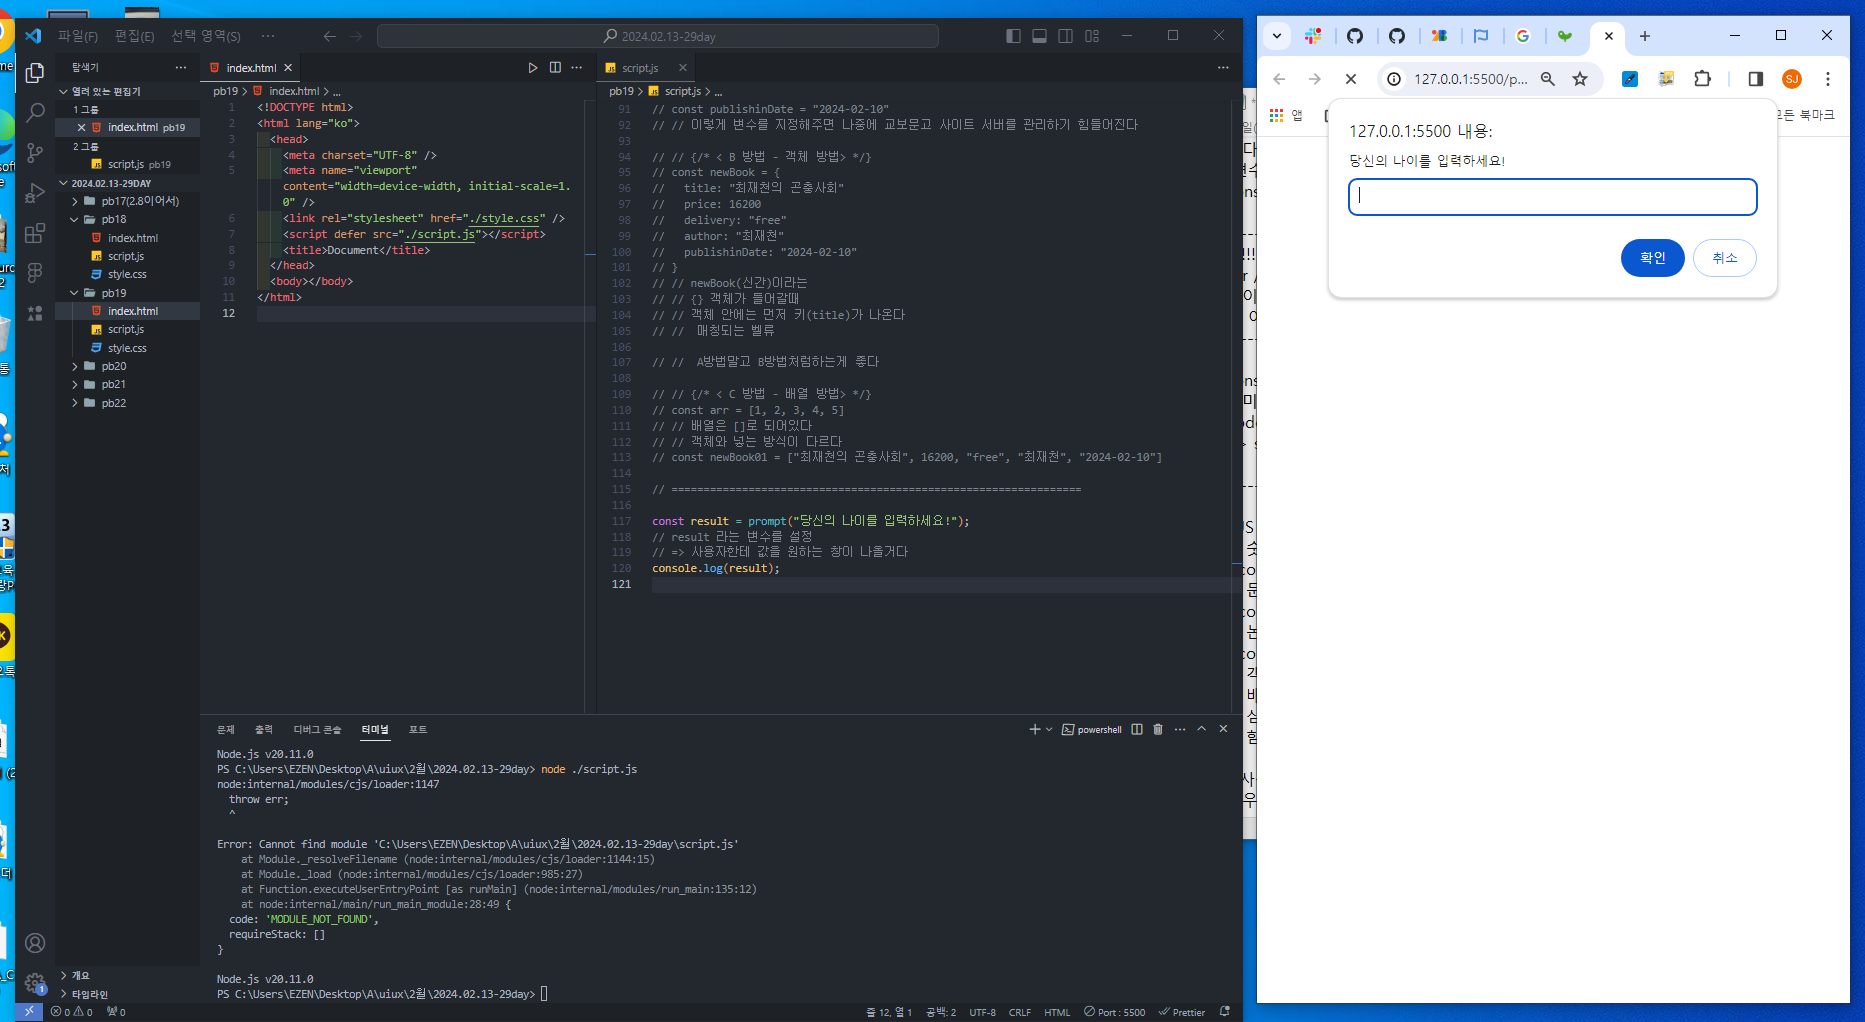 파일(F) 편집(E) 선택 영역(S) ···
2024.02.13-29day
탐색기
열려 있는 편집기
1 그룹
index.html pb19
2 그룹
script.js pb19
2024.02.13-29DAY
pb17(2.8이어서)
pb18
index.html
script.js
style.css
pb19
index.html
script.js
style.css
pb20
pb21
pb22
개요
타임라인
index.html
pb19 > index.html > ...
1 <!DOCTYPE html>
2 <html lang="ko">
3 <head>
4 <meta charset="UTF-8" />
5 <meta name="viewport"
content="width=device-width, initial-scale=1.
0" />
6 <link rel="stylesheet" href="./style.css" />
7 <script defer src="./script.js"></script>
8 <title>Document</title>
9 </head>
10 <body></body>
11 </html>
12
script.js
pb19 > script.js > ...
91 // const publishinDate = "2024-02-10"
92 // // 이렇게 변수를 지정해주면 나중에 교보문고 사이트 서버를 관리하기 힘들어진다
93
94 // // {/* < B 방법 - 객체 방법> */}
95 // const newBook = {
96 //   title: "최재천의 곤충사회"
97 //   price: 16200
98 //   delivery: "free"
99 //   author: "최재천"
100 //   publishinDate: "2024-02-10"
101 // }
102 // // newBook(신간)이라는
103 // // {} 객체가 들어갈때
104 // // 객체 안에는 먼저 키(title)가 나온다
105 // //  매칭되는 밸류
106
107 // //  A방법말고 B방법처럼하는게 좋다
108
109 // // {/* < C 방법 - 배열 방법> */}
110 // const arr = [1, 2, 3, 4, 5]
111 // // 배열은 []로 되어있다
112 // // 객체와 넣는 방식이 다르다
113 // const newBook01 = ["최재천의 곤충사회", 16200, "free", "최재천", "2024-02-10"]
114
115 // ================================================================
116
117 const result = prompt("당신의 나이를 입력하세요!");
118 // result 라는 변수를 설정
119 // => 사용자한테 값을 원하는 창이 나올거다
120 console.log(result);
121
문제 출력 디버그 콘솔 터미널 포트
powershell
Node.js v20.11.0
PS C:\Users\EZEN\Desktop\A\uiux\2월\2024.02.13-29day> node ./script.js
node:internal/modules/cjs/loader:1147
throw err;
^
Error: Cannot find module 'C:\Users\EZEN\Desktop\A\uiux\2월\2024.02.13-29day\script.js'
at Module._resolveFilename (node:internal/modules/cjs/loader:1144:15)
at Module._load (node:internal/modules/cjs/loader:985:27)
at Function.executeUserEntryPoint [as runMain] (node:internal/modules/run_main:135:12)
at node:internal/main/run_main_module:28:49 {
code: 'MODULE_NOT_FOUND',
requireStack: []
}
Node.js v20.11.0
PS C:\Users\EZEN\Desktop\A\uiux\2월\2024.02.13-29day>
0 0 0
줄 12, 열 1 공백: 2 UTF-8 CRLF HTML Port : 5500 Prettier
127.0.0.1:5500/p...
SJ
앱
모든 북마크
127.0.0.1:5500 내용:
당신의 나이를 입력하세요!
확인 취소